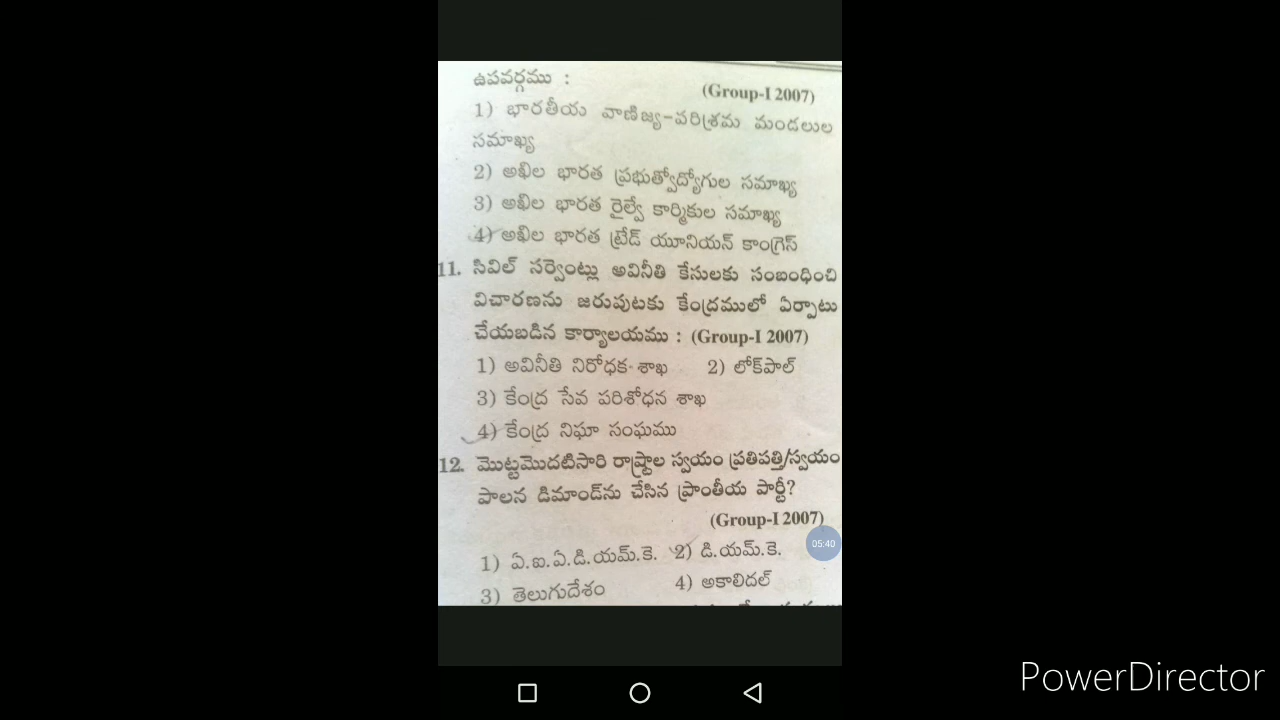 ఉపవర్గము :
(Group-I 2007)
1) భారతీయ వాణిజ్య-పరిశ్రమ మండలుల
సమాఖ్య
2) అఖిల భారత ప్రభుత్వోద్యోగుల సమాఖ్య
3) అఖిల భారత రైల్వే కార్మికుల సమాఖ్య
4) అఖిల భారత ట్రేడ్ యూనియన్ కాంగ్రెస్
11. సివిల్ సర్వెంట్లు అవినీతి కేసులకు సంబంధించి
విచారణను జరుపుటకు కేంద్రములో ఏర్పాటు
చేయబడిన కార్యాలయము : (Group-I 2007)
1) అవినీతి నిరోధక శాఖ 2) లోక్‌పాల్
3) కేంద్ర సేవ పరిశోధన శాఖ
4) కేంద్ర నిఘా సంఘము
12. మొట్టమొదటిసారి రాష్ట్రాల స్వయం ప్రతిపత్తి/స్వయం
పాలన డిమాండ్‌ను చేసిన ప్రాంతీయ పార్టీ?
(Group-I 2007)
05:40
1) ఏ.ఐ.ఏ.డి.యమ్.కె. 2) డి.యమ్.కె.
3) తెలుగుదేశం 4) అకాలిదల్
PowerDirector